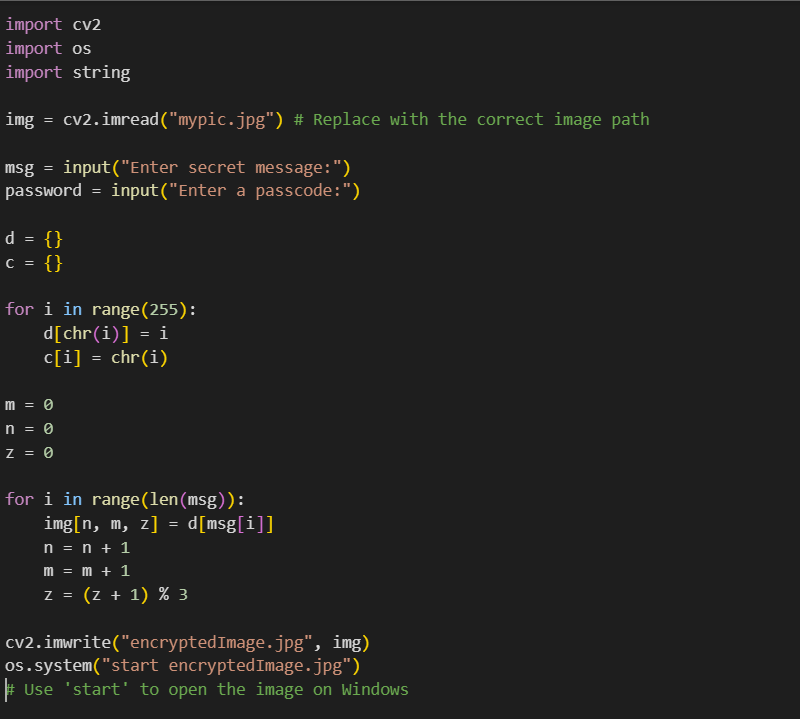 import cv2
import os
import string
img = cv2.imread("mypic.jpg") # Replace with the correct image path
msg = input("Enter secret message:")
password = input("Enter a passcode:")
d = {}
c = {}
for i in range(255):
    d[chr(i)] = i
    c[i] = chr(i)
m = 0
n = 0
z = 0
for i in range(len(msg)):
    img[n, m, z] = d[msg[i]]
    n = n + 1
    m = m + 1
    z = (z + 1) % 3
cv2.imwrite("encryptedImage.jpg", img)
os.system("start encryptedImage.jpg")
# Use 'start' to open the image on Windows